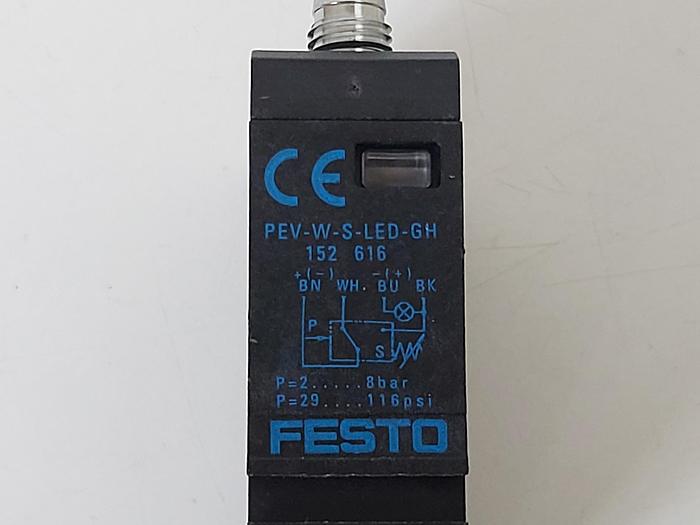 CE
PEV-W-S-LED-GH
152 616
+(-) -(+)
BN WH. BU BK
P
S
P=2.....8bar
P=29....116psi
FESTO